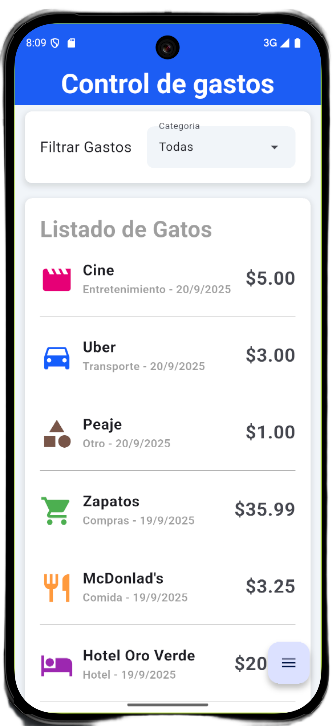 8:09
3G
Control de gastos
Categoria
Filtrar Gastos
Todas
Listado de Gatos
Cine
Entretenimiento - 20/9/2025
$5.00
Uber
Transporte - 20/9/2025
$3.00
Peaje
Otro - 20/9/2025
$1.00
Zapatos
Compras - 19/9/2025
$35.99
McDonlad's
Comida - 19/9/2025
$3.25
Hotel Oro Verde
Hotel - 19/9/2025
$20